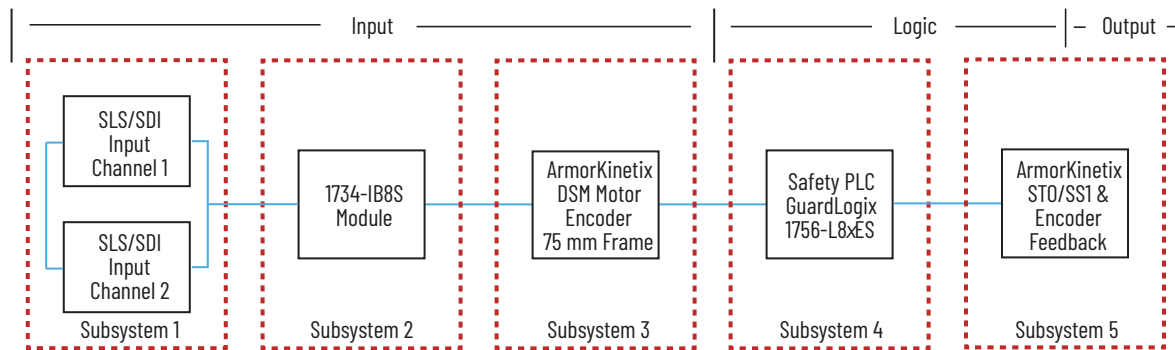 Input
Logic
Output
SLS/SDI
Input
Channel 1
SLS/SDI
Input
Channel 2
Subsystem 1
1734-IB8S
Module
Subsystem 2
ArmorKinetix
DSM Motor
Encoder
75 mm Frame
Subsystem 3
Safety PLC
GuardLogix
1756-L8xES
Subsystem 4
ArmorKinetix
STO/SS1 &
Encoder
Feedback
Subsystem 5